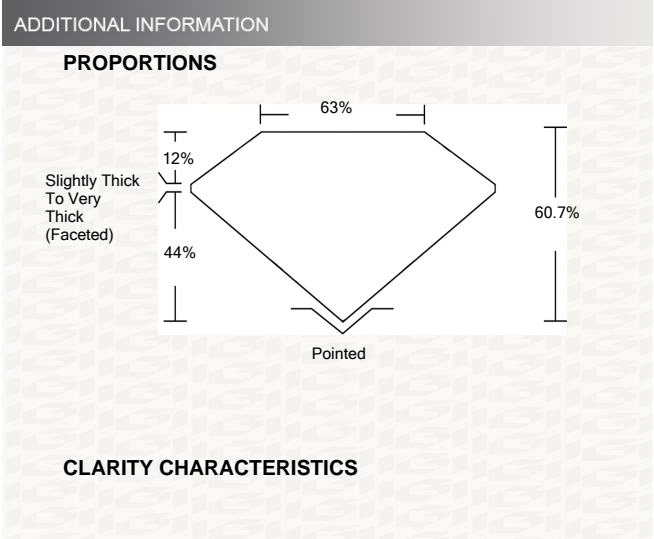 ADDITIONAL INFORMATION
PROPORTIONS
63%
12%
Slightly Thick
To Very
Thick
(Faceted)
60.7%
44%
Pointed
CLARITY CHARACTERISTICS